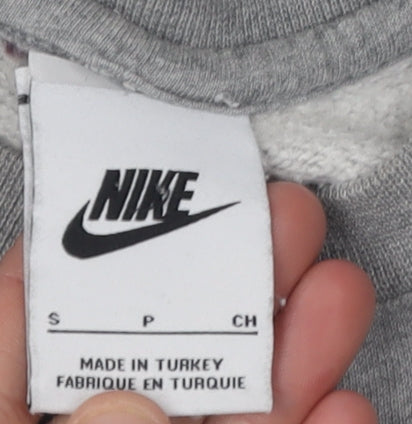 NIKE
S P CH
MADE IN TURKEY
FABRIQUE EN TURQUIE